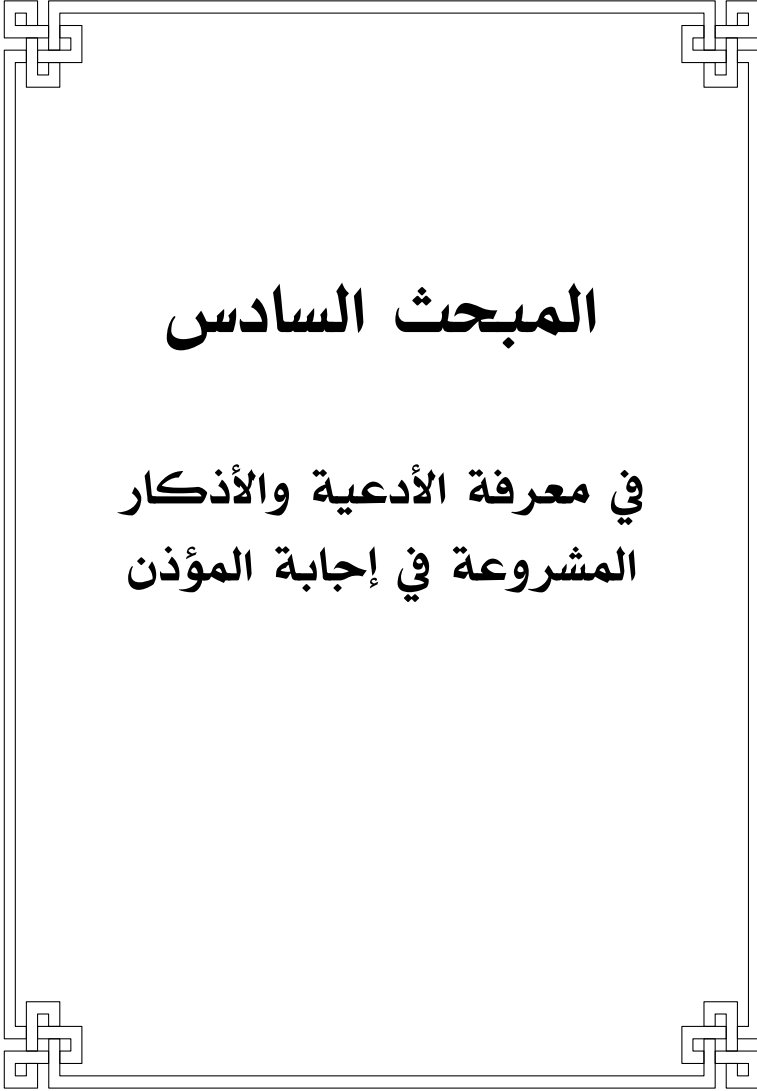 المبحث السادس
في معرفة الأدعية والأذكار
المشروعة في إجابة المؤذن